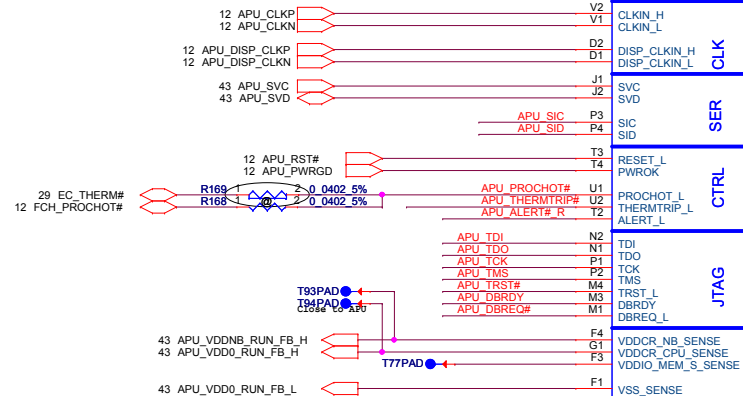 12 APU_CLKP V2 CLKIN_H
12 APU_CLKN V1 CLKIN_L
12 APU_DISP_CLKP D2 DISP_CLKIN_H
12 APU_DISP_CLKN D1 DISP_CLKIN_L
CLK
43 APU_SVC J1 SVC
43 APU_SVD J2 SVD
APU_SIC P3 SIC
APU_SID P4 SID
SER
12 APU_RST# T3 RESET_L
12 APU_PWRGD T4 PWROK
29 EC_THERM# R169 1 2 0_0402_5% APU_PROCHOT# U1 PROCHOT_L
12 FCH_PROCHOT# R168 1 @ 2 0_0402_5% APU_THERMTRIP# U2 THERMTRIP_L
APU_ALERT#_R T2 ALERT_L
CTRL
APU_TDI N2 TDI
APU_TDO N1 TDO
APU_TCK P1 TCK
APU_TMS P2 TMS
APU_TRST# M4 TRST_L
APU_DBRDY M3 DBRDY
APU_DBREQ# M1 DBREQ_L
JTAG
T93PAD
T94PAD
Close to APU
43 APU_VDDNB_RUN_FB_H F4 VDDCR_NB_SENSE
43 APU_VDD0_RUN_FB_H G1 VDDCR_CPU_SENSE
T77PAD F3 VDDIO_MEM_S_SENSE
43 APU_VDD0_RUN_FB_L F1 VSS_SENSE